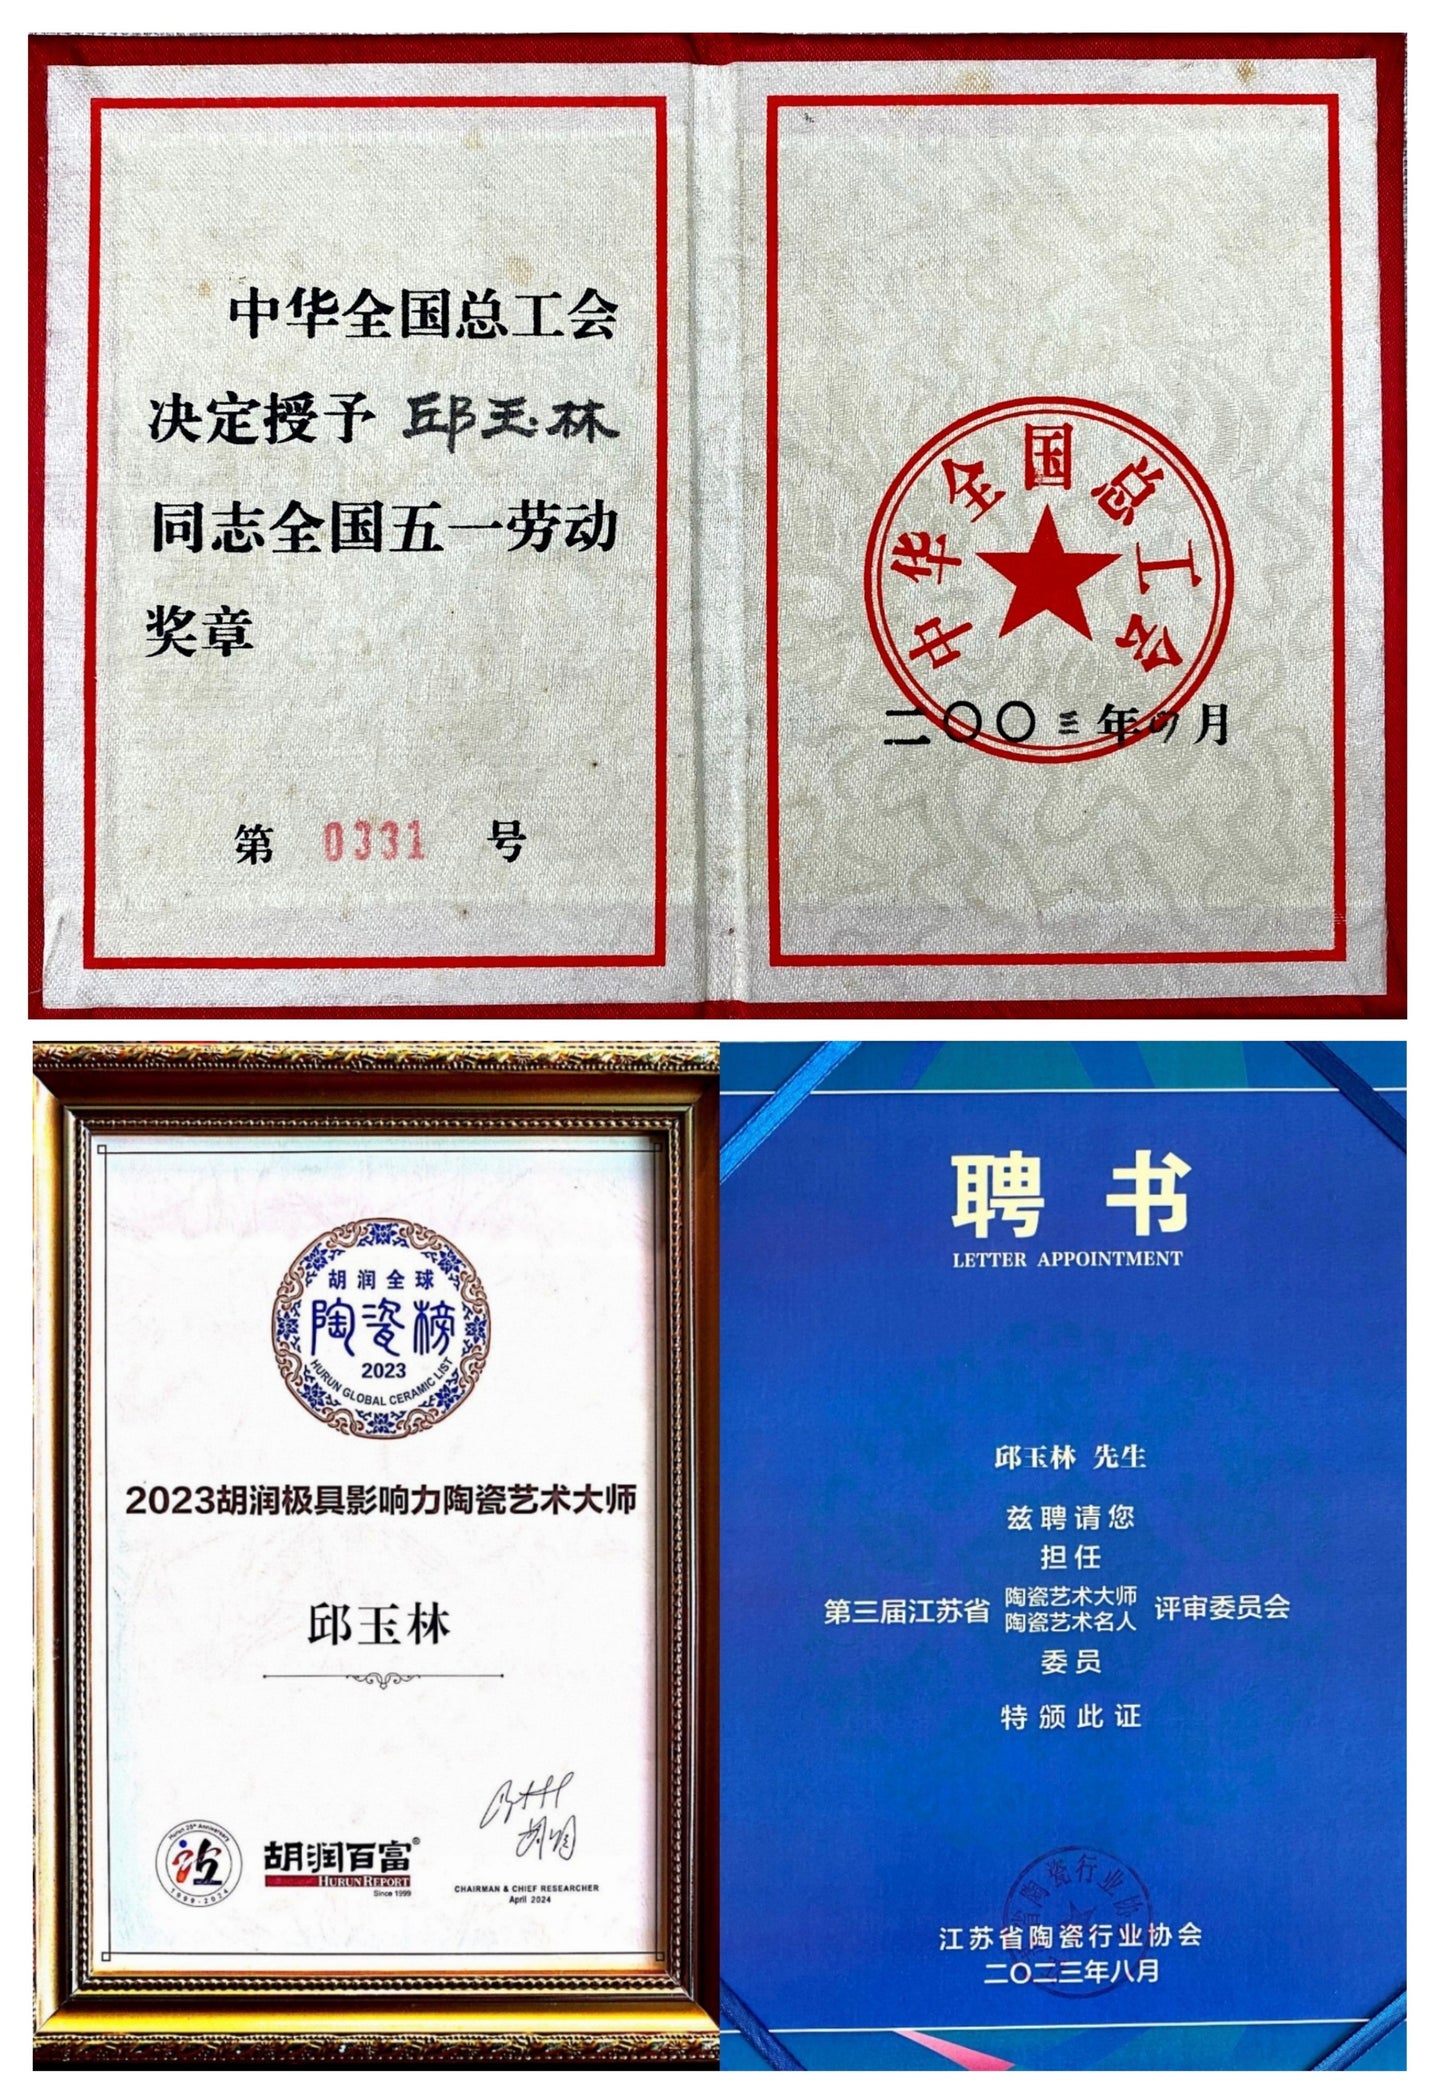 中华全国总工会
决定授予 邱玉林
同志全国五一劳动
奖章
第 0331 号
中华全国总工会
二〇〇三年四月
胡润全球
陶瓷榜
2023
HURUN GLOBAL CERAMIC LIST
2023胡润极具影响力陶瓷艺术大师
邱玉林
Hurun 25th Anniversary
1999-2024
胡润百富®
HURUN REPORT
Since 1999
胡润
CHAIRMAN & CHIEF RESEARCHER
April 2024
聘书
LETTER APPOINTMENT
邱玉林 先生
兹聘请您
担任
第三届江苏省 陶瓷艺术大师 评审委员会
陶瓷艺术名人
委员
特颁此证
江苏省陶瓷行业协会
二〇二三年八月